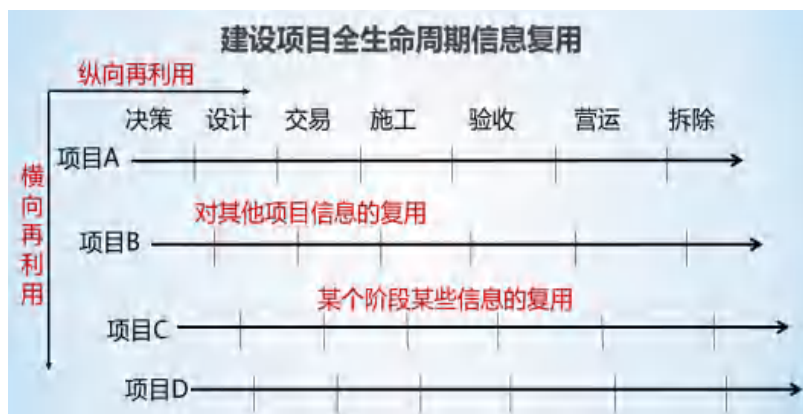 建设项目全生命周期信息复用
纵向再利用
决策 设计 交易 施工 验收 营运 拆除
项目A
横向再利用
对其他项目信息的复用
项目B
某个阶段某些信息的复用
项目C
项目D